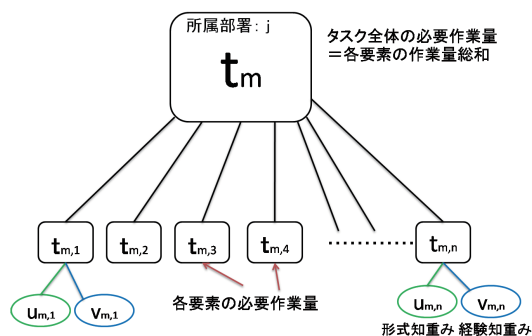 所属部署: j
tm
タスク全体の必要作業量
＝各要素の作業量総和
tm,1 tm,2 tm,3 tm,4 tm,n
各要素の必要作業量
um,1 vm,1 um,n vm,n
形式知重み 経験知重み